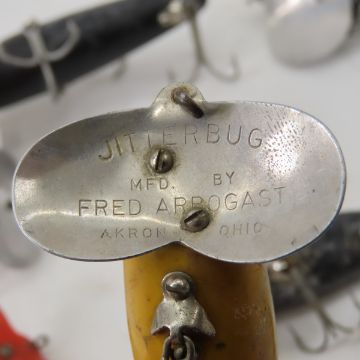 JITTERBUG
MFD. BY
FRED ARBOGAST
AKRON OHIO